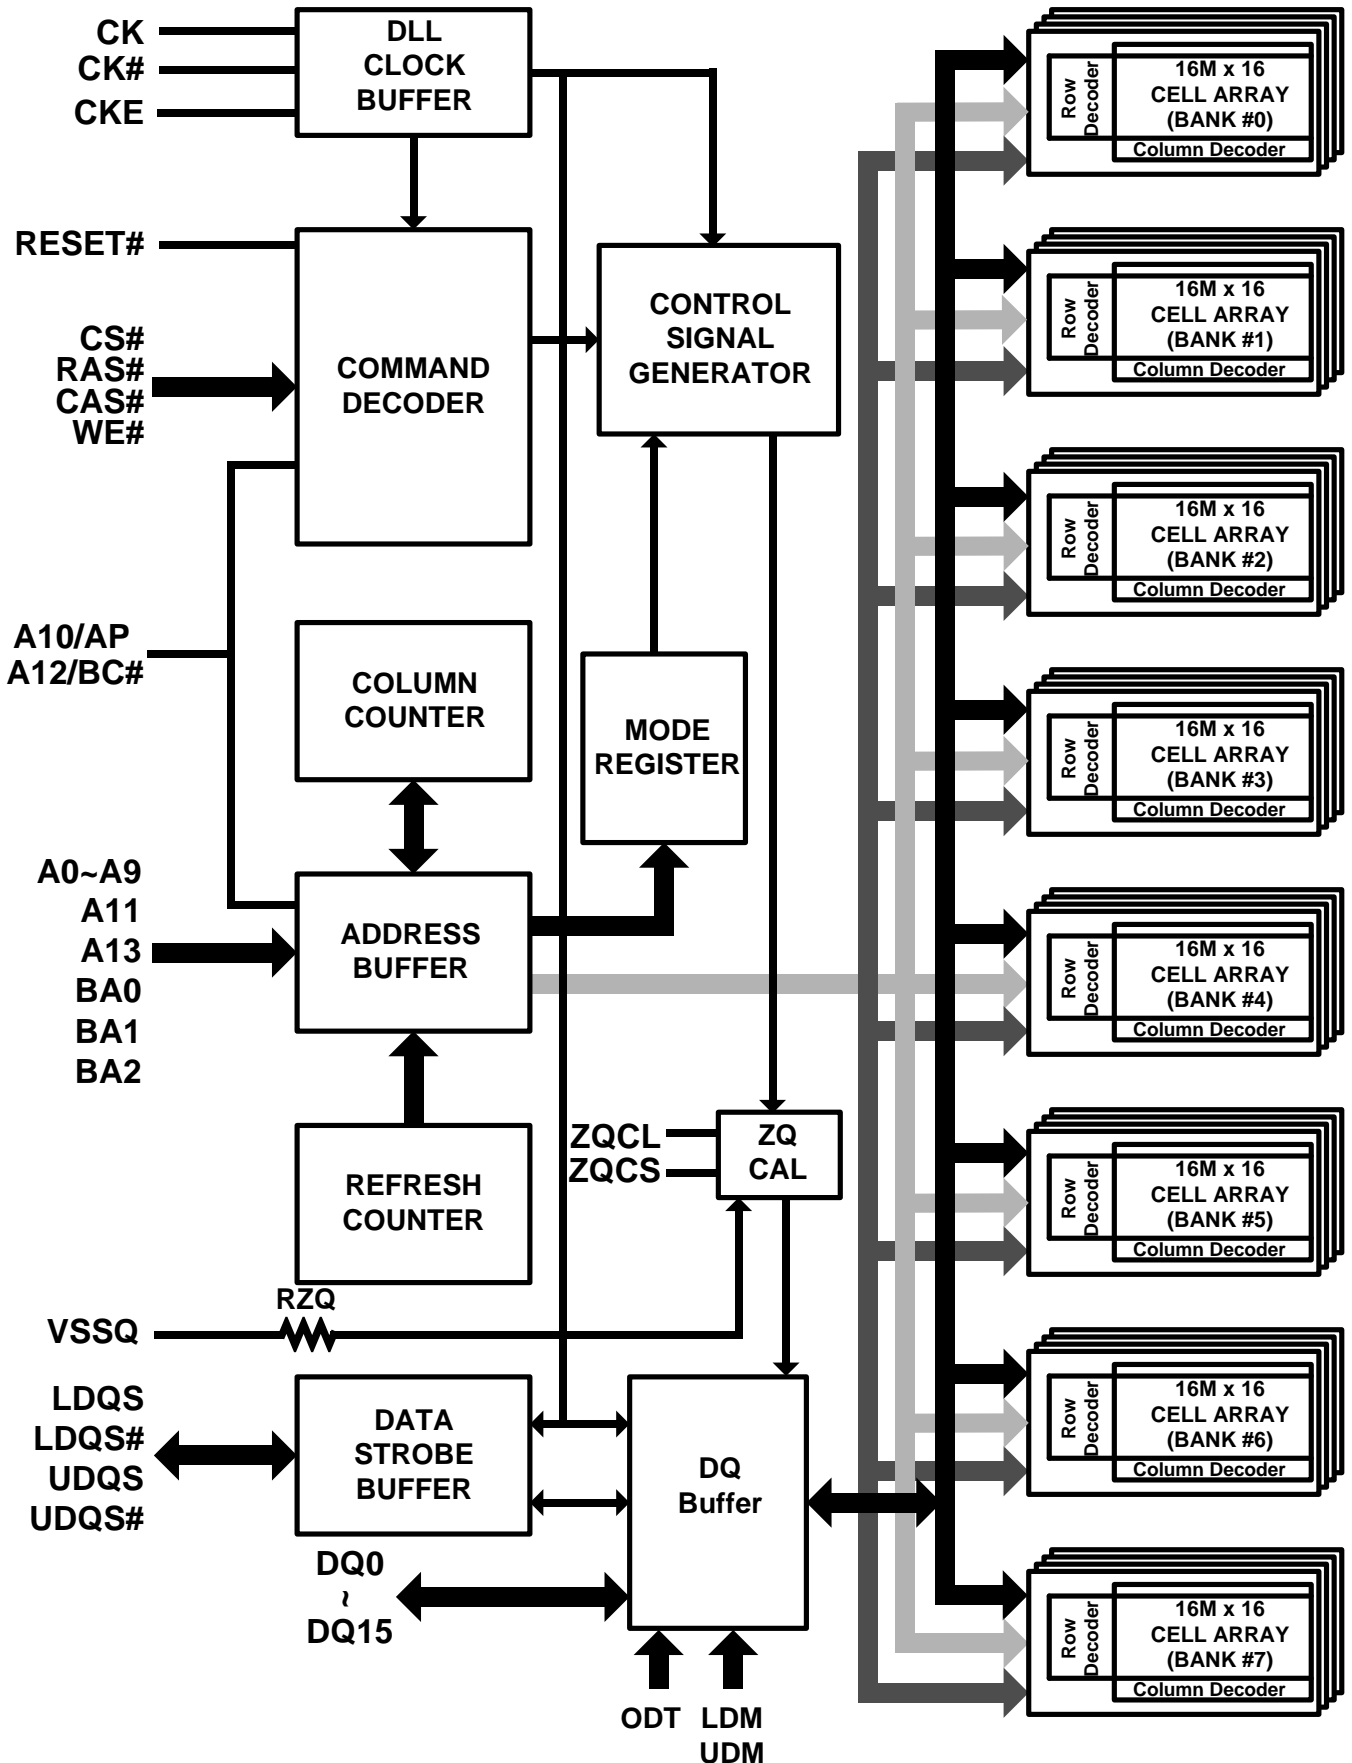 CK
CK#
CKE
DLL
CLOCK
BUFFER
RESET#
CS#
RAS#
CAS#
WE#
COMMAND
DECODER
CONTROL
SIGNAL
GENERATOR
A10/AP
A12/BC#
COLUMN
COUNTER
MODE
REGISTER
A0~A9
A11
A13
BA0
BA1
BA2
ADDRESS
BUFFER
REFRESH
COUNTER
ZQCL
ZQCS
ZQ
CAL
RZQ
VSSQ
LDQS
LDQS#
UDQS
UDQS#
DATA
STROBE
BUFFER
DQ
Buffer
DQ0
~
DQ15
ODT
LDM
UDM
Row
Decoder
16M x 16
CELL ARRAY
(BANK #0)
Column Decoder
Row
Decoder
16M x 16
CELL ARRAY
(BANK #1)
Column Decoder
Row
Decoder
16M x 16
CELL ARRAY
(BANK #2)
Column Decoder
Row
Decoder
16M x 16
CELL ARRAY
(BANK #3)
Column Decoder
Row
Decoder
16M x 16
CELL ARRAY
(BANK #4)
Column Decoder
Row
Decoder
16M x 16
CELL ARRAY
(BANK #5)
Column Decoder
Row
Decoder
16M x 16
CELL ARRAY
(BANK #6)
Column Decoder
Row
Decoder
16M x 16
CELL ARRAY
(BANK #7)
Column Decoder